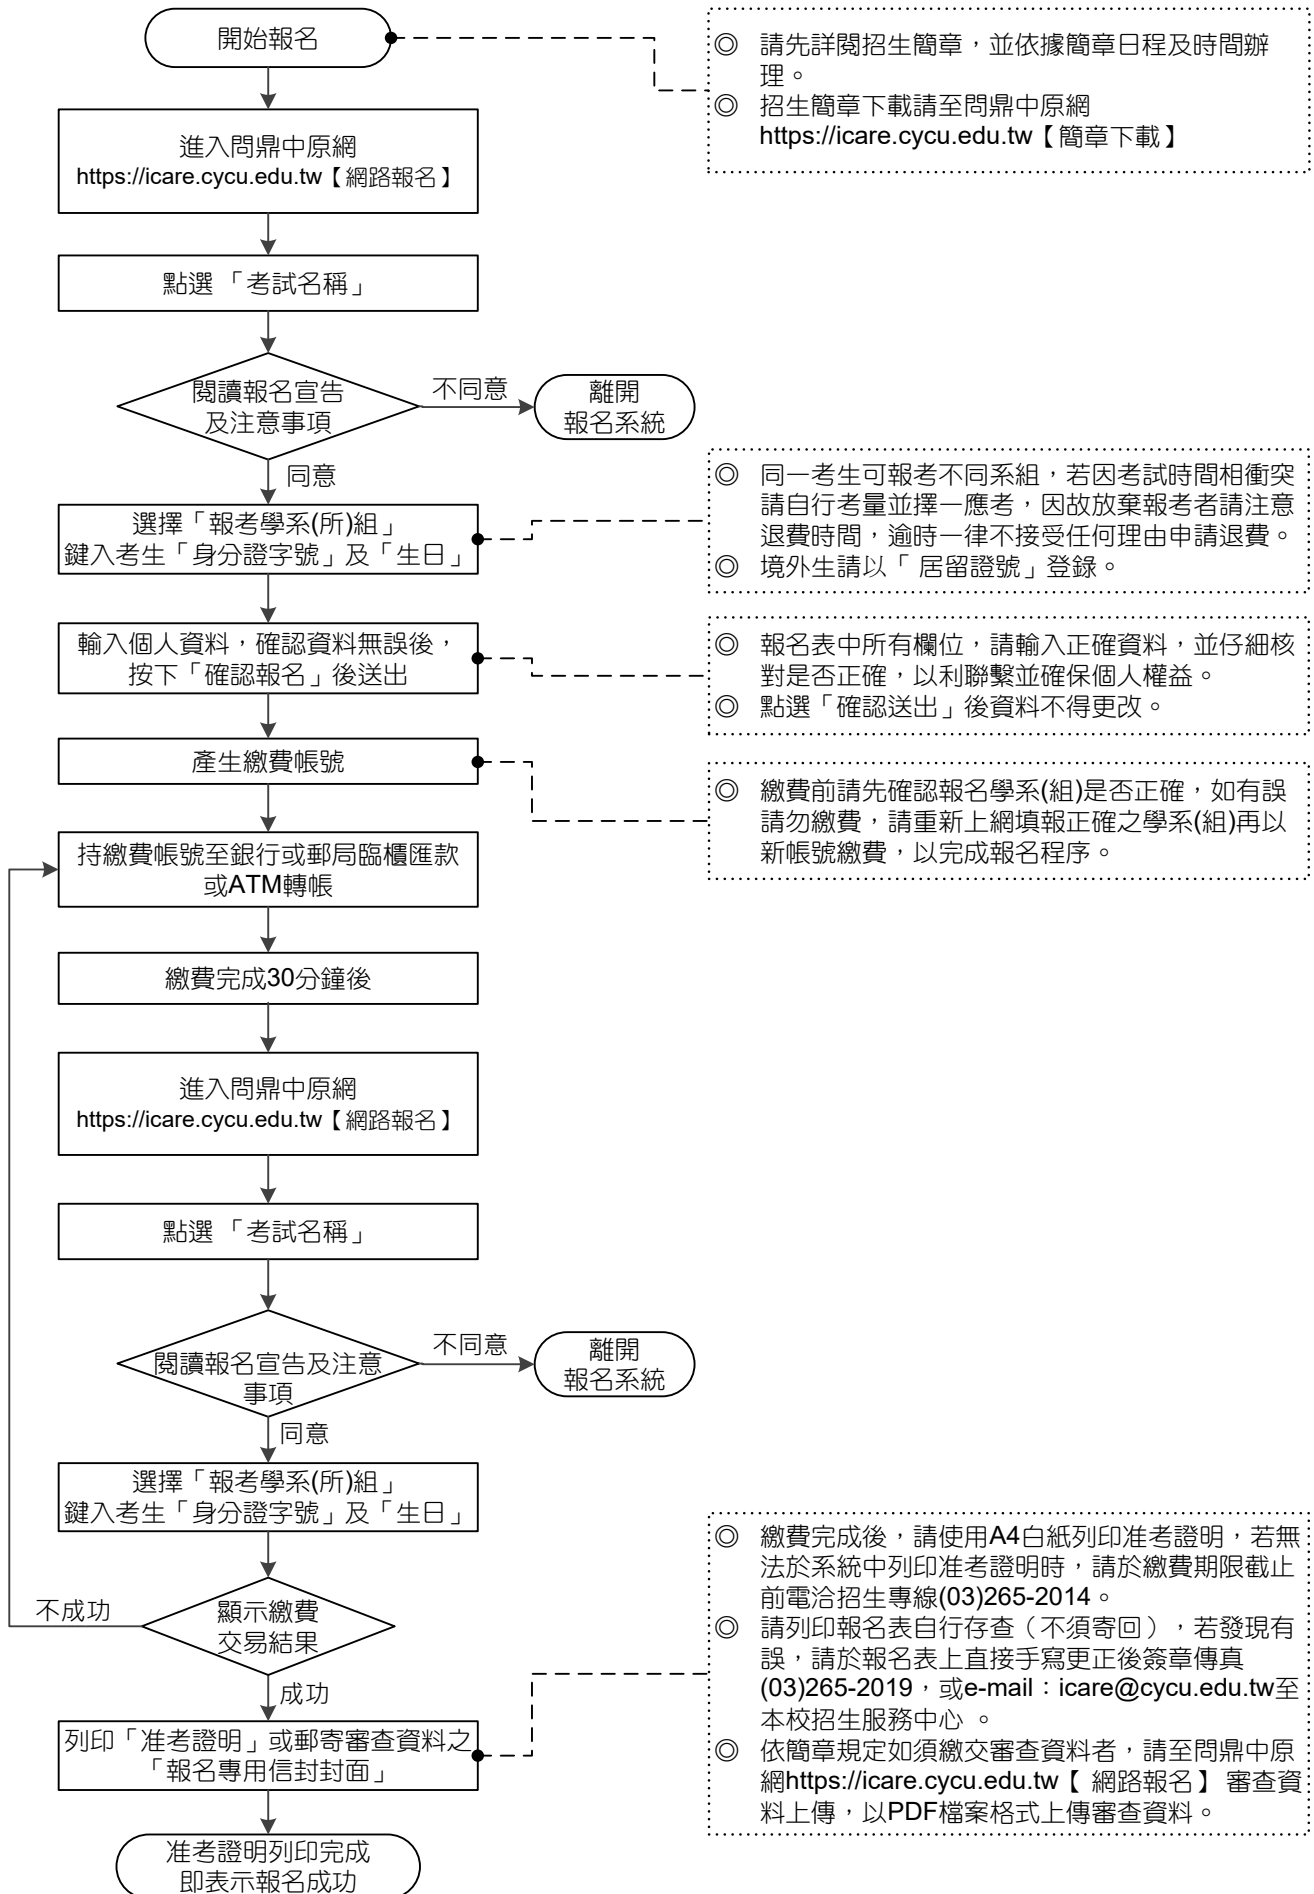 開始報名
◎ 請先詳閱招生簡章，並依據簡章日程及時間辦
理。
◎ 招生簡章下載請至問鼎中原網
https://icare.cycu.edu.tw【簡章下載】
進入問鼎中原網
https://icare.cycu.edu.tw【網路報名】
點選 「考試名稱」
閱讀報名宣告
及注意事項
不同意
離開
報名系統
同意
選擇「報考學系(所)組」
鍵入考生「身分證字號」及「生日」
◎ 同一考生可報考不同系組，若因考試時間相衝突
請自行考量並擇一應考，因故放棄報考者請注意
退費時間，逾時一律不接受任何理由申請退費。
◎ 境外生請以「 居留證號」登錄。
輸入個人資料，確認資料無誤後，
按下「確認報名」後送出
◎ 報名表中所有欄位，請輸入正確資料，並仔細核
對是否正確，以利聯繫並確保個人權益。
◎ 點選「確認送出」後資料不得更改。
產生繳費帳號
◎ 繳費前請先確認報名學系(組)是否正確，如有誤
請勿繳費，請重新上網填報正確之學系(組)再以
新帳號繳費，以完成報名程序。
持繳費帳號至銀行或郵局臨櫃匯款
或ATM轉帳
繳費完成30分鐘後
進入問鼎中原網
https://icare.cycu.edu.tw【網路報名】
點選 「考試名稱」
閱讀報名宣告及注意
事項
不同意
離開
報名系統
同意
選擇「報考學系(所)組」
鍵入考生「身分證字號」及「生日」
顯示繳費
交易結果
不成功
成功
列印「准考證明」或郵寄審查資料之
「報名專用信封封面」
◎ 繳費完成後，請使用A4白紙列印准考證明，若無
法於系統中列印准考證明時，請於繳費期限截止
前電洽招生專線(03)265-2014。
◎ 請列印報名表自行存查（不須寄回），若發現有
誤，請於報名表上直接手寫更正後簽章傳真
(03)265-2019，或e-mail：icare@cycu.edu.tw至
本校招生服務中心 。
◎ 依簡章規定如須繳交審查資料者，請至問鼎中原
網https://icare.cycu.edu.tw【 網路報名】 審查資
料上傳，以PDF檔案格式上傳審查資料。
准考證明列印完成
即表示報名成功